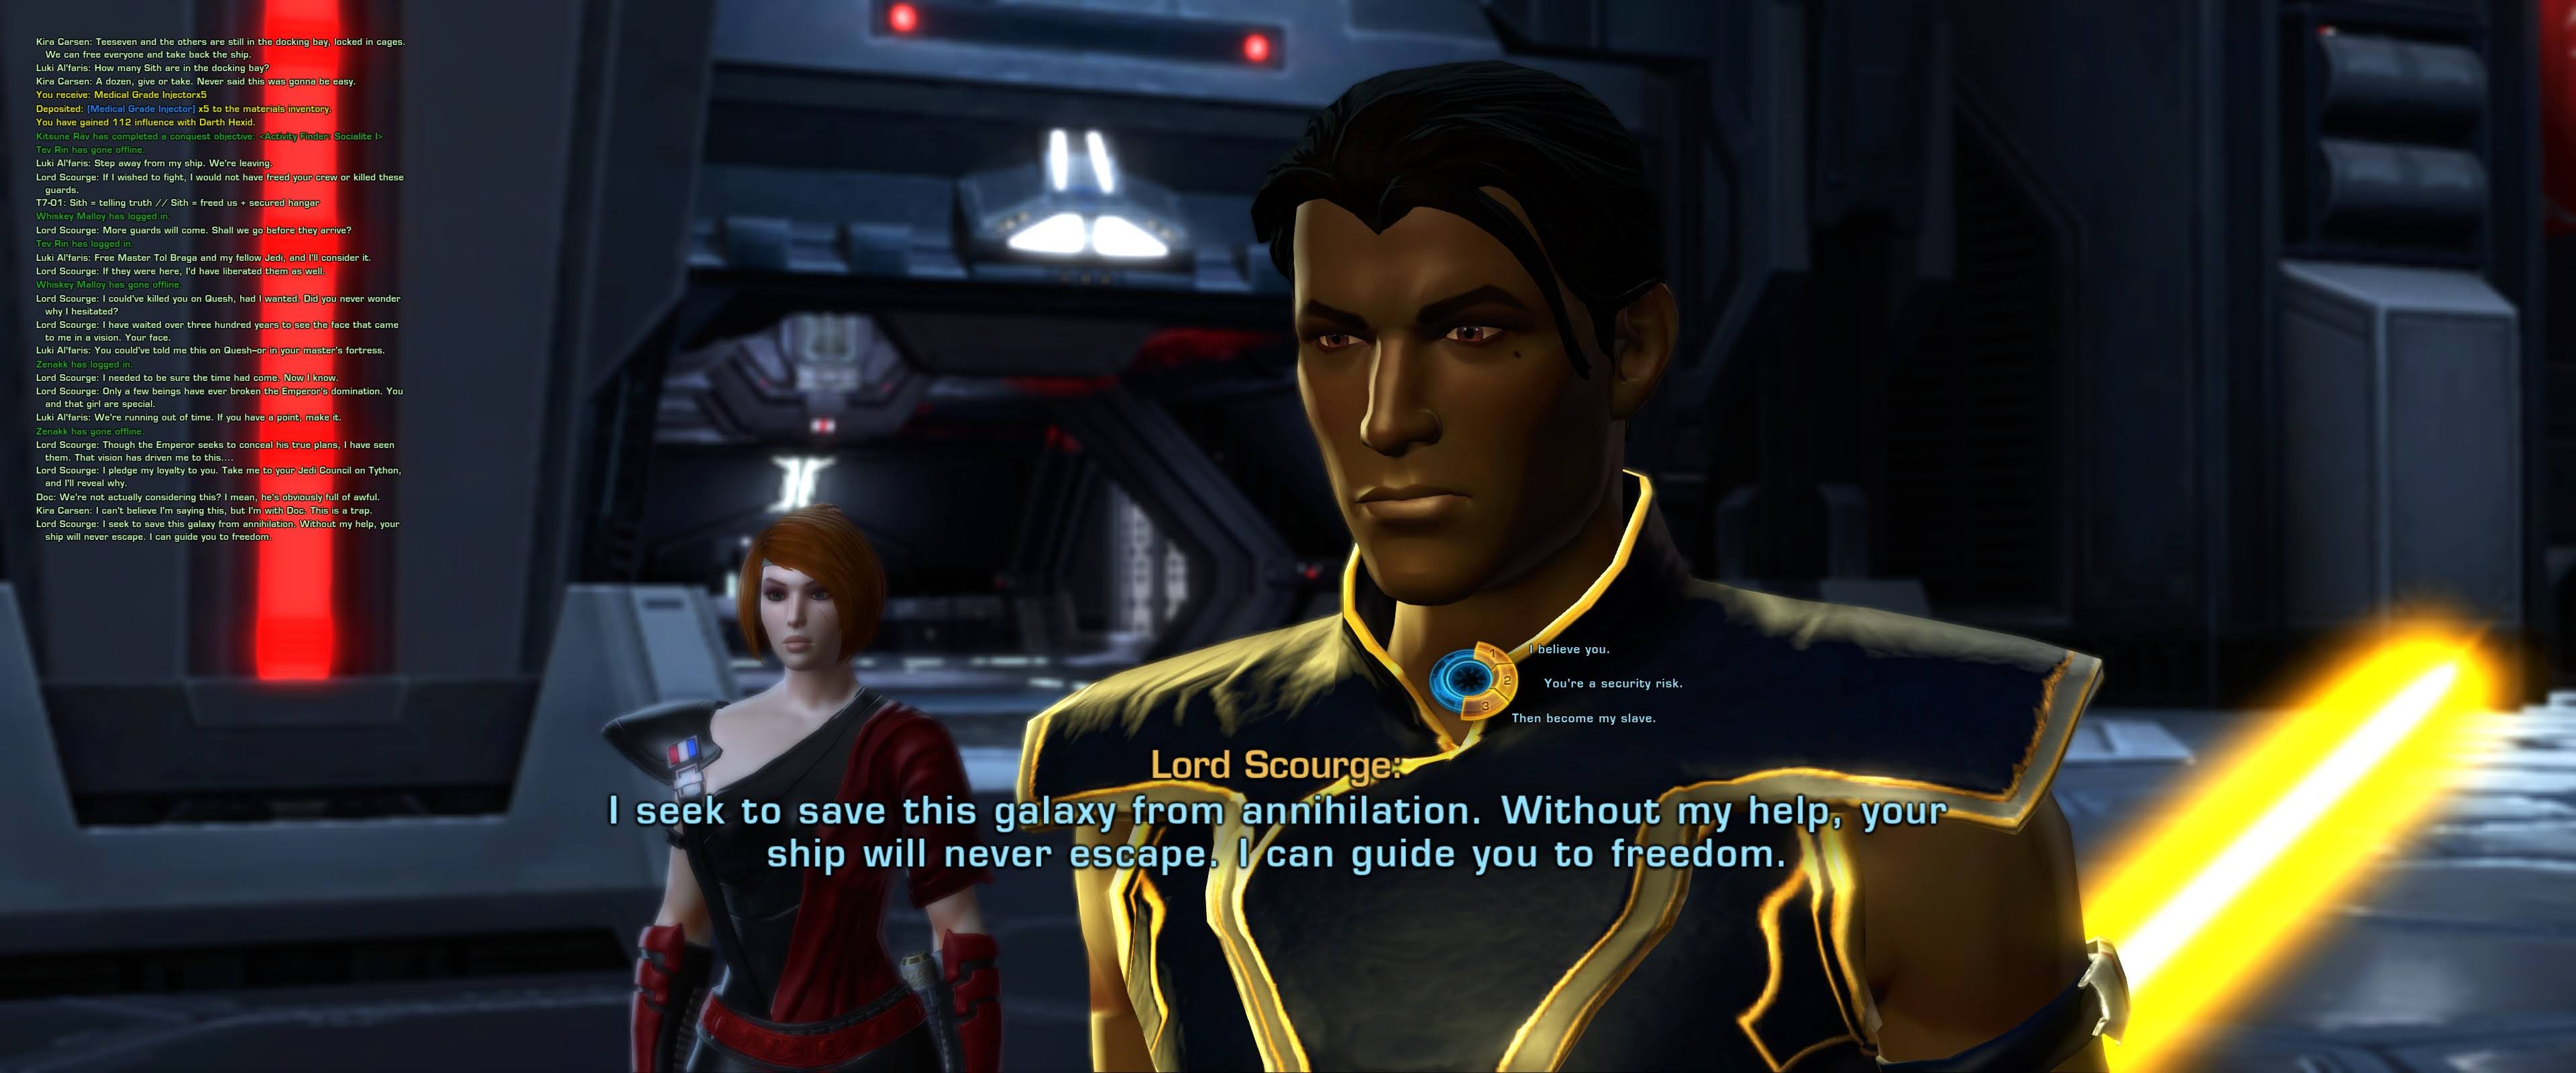 Kira Carsen: Teeseven and the others are still in the docking bay, locked in cages.
We can free everyone and take back the ship.
Luki Al'faris: How many Sith are in the docking bay?
Kira Carsen: A dozen, give or take. Never said this was gonna be easy.
You receive: Medical Grade Injectorx5
Deposited: [Medical Grade Injector] x5 to the materials inventory.
You have gained 112 influence with Darth Hexid.
Kitsune Rav has completed a conquest objective: <Activity Finder: Socialite I>
Tev Rin has gone offline.
Luki Al'faris: Step away from my ship. We're leaving.
Lord Scourge: If I wished to fight, I would not have freed your crew or killed these
guards.
T7-O1: Sith = telling truth // Sith = freed us + secured hangar
Whiskey Malloy has logged in.
Lord Scourge: More guards will come. Shall we go before they arrive?
Tev Rin has logged in.
Luki Al'faris: Free Master Tol Braga and my fellow Jedi, and I'll consider it.
Lord Scourge: If they were here, I'd have liberated them as well.
Whiskey Malloy has gone offline.
Lord Scourge: I could've killed you on Quesh, had I wanted. Did you never wonder
why I hesitated?
Lord Scourge: I have waited over three hundred years to see the face that came
to me in a vision. Your face.
Luki Al'faris: You could've told me this on Quesh–or in your master's fortress.
Zenakk has logged in.
Lord Scourge: I needed to be sure the time had come. Now I know.
Lord Scourge: Only a few beings have ever broken the Emperor's domination. You
and that girl are special.
Luki Al'faris: We're running out of time. If you have a point, make it.
Zenakk has gone offline.
Lord Scourge: Though the Emperor seeks to conceal his true plans, I have seen
them. That vision has driven me to this....
Lord Scourge: I pledge my loyalty to you. Take me to your Jedi Council on Tython,
and I'll reveal why.
Doc: We're not actually considering this? I mean, he's obviously full of awful.
Kira Carsen: I can't believe I'm saying this, but I'm with Doc. This is a trap.
Lord Scourge: I seek to save this galaxy from annihilation. Without my help, your
ship will never escape. I can guide you to freedom.
1 I believe you.
2 You're a security risk.
3 Then become my slave.
Lord Scourge:
I seek to save this galaxy from annihilation. Without my help, your
ship will never escape. I can guide you to freedom.